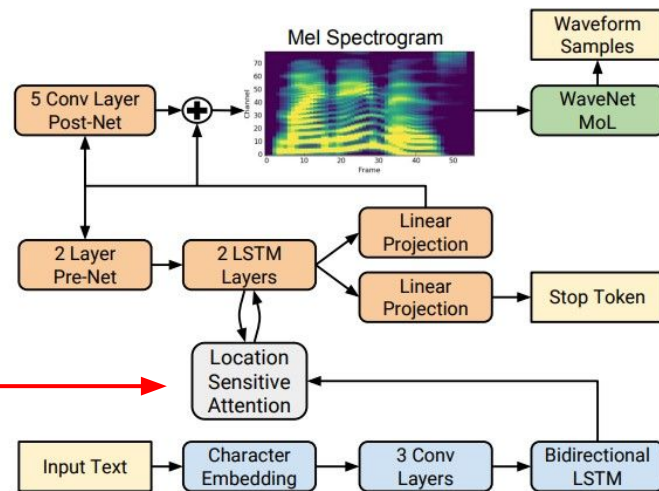 Mel Spectrogram
Waveform
Samples
5 Conv Layer
Post-Net
WaveNet
MoL
Channel
70
60
50
40
30
20
10
0
0
10
20
30
40
50
Frame
2 Layer
Pre-Net
2 LSTM
Layers
Linear
Projection
Linear
Projection
Stop Token
Location
Sensitive
Attention
Input Text
Character
Embedding
3 Conv
Layers
Bidirectional
LSTM